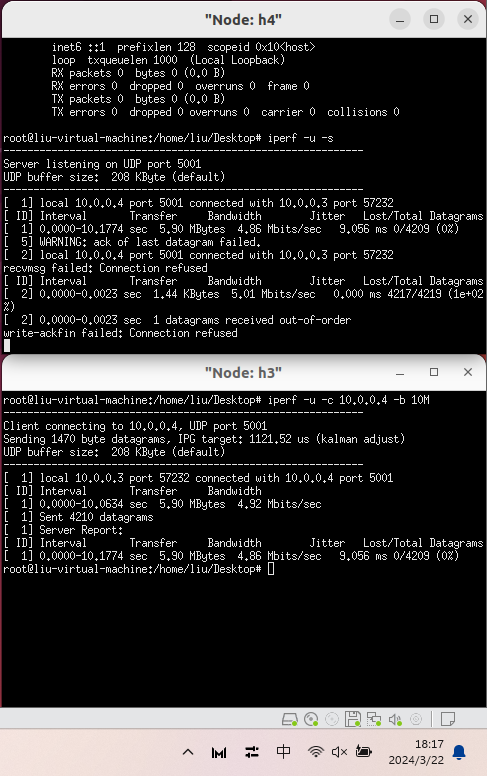 "Node: h4"
inet6 ::1  prefixlen 128  scopeid 0x10<host>
loop  txqueuelen 1000  (Local Loopback)
RX packets 0  bytes 0 (0.0 B)
RX errors 0  dropped 0  overruns 0  frame 0
TX packets 0  bytes 0 (0.0 B)
TX errors 0  dropped 0 overruns 0  carrier 0  collisions 0
root@liu-virtual-machine:/home/liu/Desktop# iperf -u -s
------------------------------------------------------------
Server listening on UDP port 5001
UDP buffer size:  208 KByte (default)
------------------------------------------------------------
[  1] local 10.0.0.4 port 5001 connected with 10.0.0.3 port 57232
[ ID] Interval       Transfer     Bandwidth        Jitter   Lost/Total Datagrams
[  1] 0.0000-10.1774 sec  5.90 MBytes  4.86 Mbits/sec   9.056 ms 0/4209 (0%)
[  5] WARNING: ack of last datagram failed.
[  2] local 10.0.0.4 port 5001 connected with 10.0.0.3 port 57232
recvmsg failed: Connection refused
[ ID] Interval       Transfer     Bandwidth        Jitter   Lost/Total Datagrams
[  2] 0.0000-0.0023 sec  1.44 KBytes  5.01 Mbits/sec   0.000 ms 4217/4219 (1e+02
%)
[  2] 0.0000-0.0023 sec  1 datagrams received out-of-order
write-ackfin failed: Connection refused
"Node: h3"
root@liu-virtual-machine:/home/liu/Desktop# iperf -u -c 10.0.0.4 -b 10M
------------------------------------------------------------
Client connecting to 10.0.0.4, UDP port 5001
Sending 1470 byte datagrams, IPG target: 1121.52 us (kalman adjust)
UDP buffer size:  208 KByte (default)
------------------------------------------------------------
[  1] local 10.0.0.3 port 57232 connected with 10.0.0.4 port 5001
[ ID] Interval       Transfer     Bandwidth
[  1] 0.0000-10.0634 sec  5.90 MBytes  4.92 Mbits/sec
[  1] Sent 4210 datagrams
[  1] Server Report:
[ ID] Interval       Transfer     Bandwidth        Jitter   Lost/Total Datagrams
[  1] 0.0000-10.1774 sec  5.90 MBytes  4.86 Mbits/sec   9.056 ms 0/4209 (0%)
root@liu-virtual-machine:/home/liu/Desktop#
中
18:17
2024/3/22